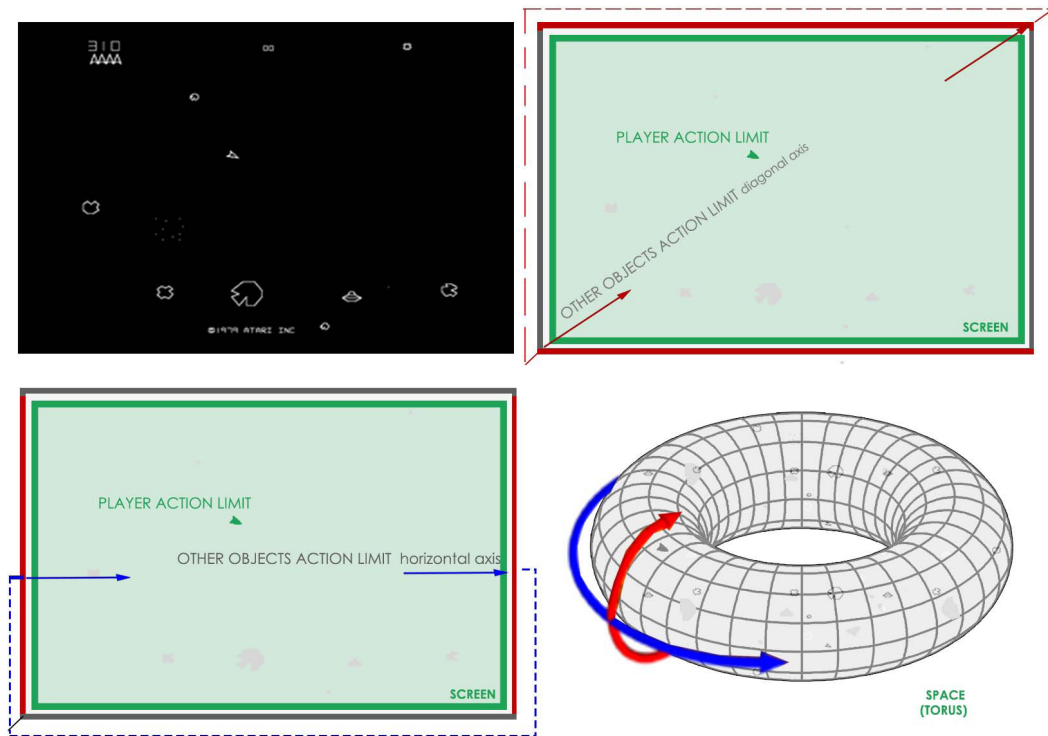 310
00
©1979 ATARI INC
PLAYER ACTION LIMIT
OTHER OBJECTS ACTION LIMIT diagonal axis
SCREEN
PLAYER ACTION LIMIT
OTHER OBJECTS ACTION LIMIT horizontal axis
SCREEN
SPACE
(TORUS)